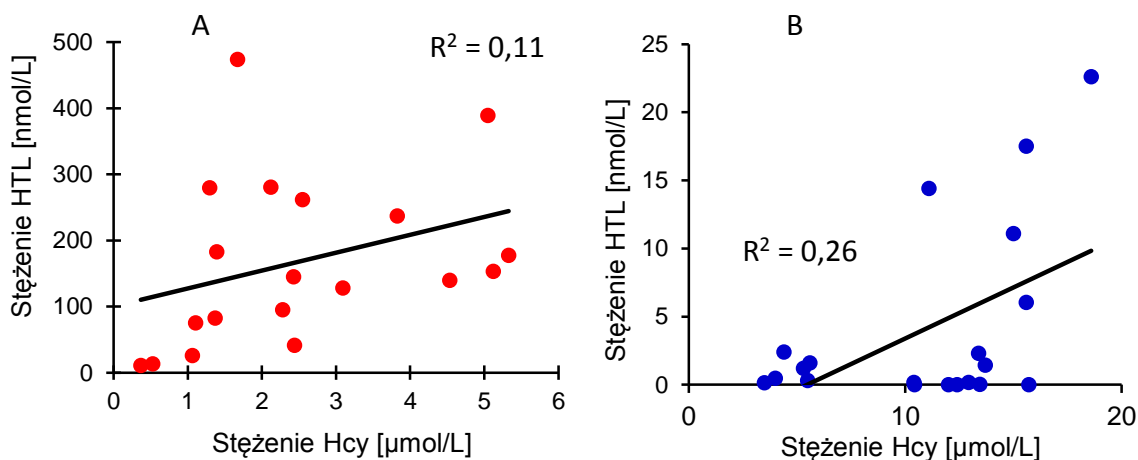 A
R² = 0,11
Stężenie HTL [nmol/L]
500
400
300
200
100
0
0 1 2 3 4 5 6
Stężenie Hcy [µmol/L]
B
R² = 0,26
Stężenie HTL [nmol/L]
25
20
15
10
5
0
0 10 20
Stężenie Hcy [µmol/L]